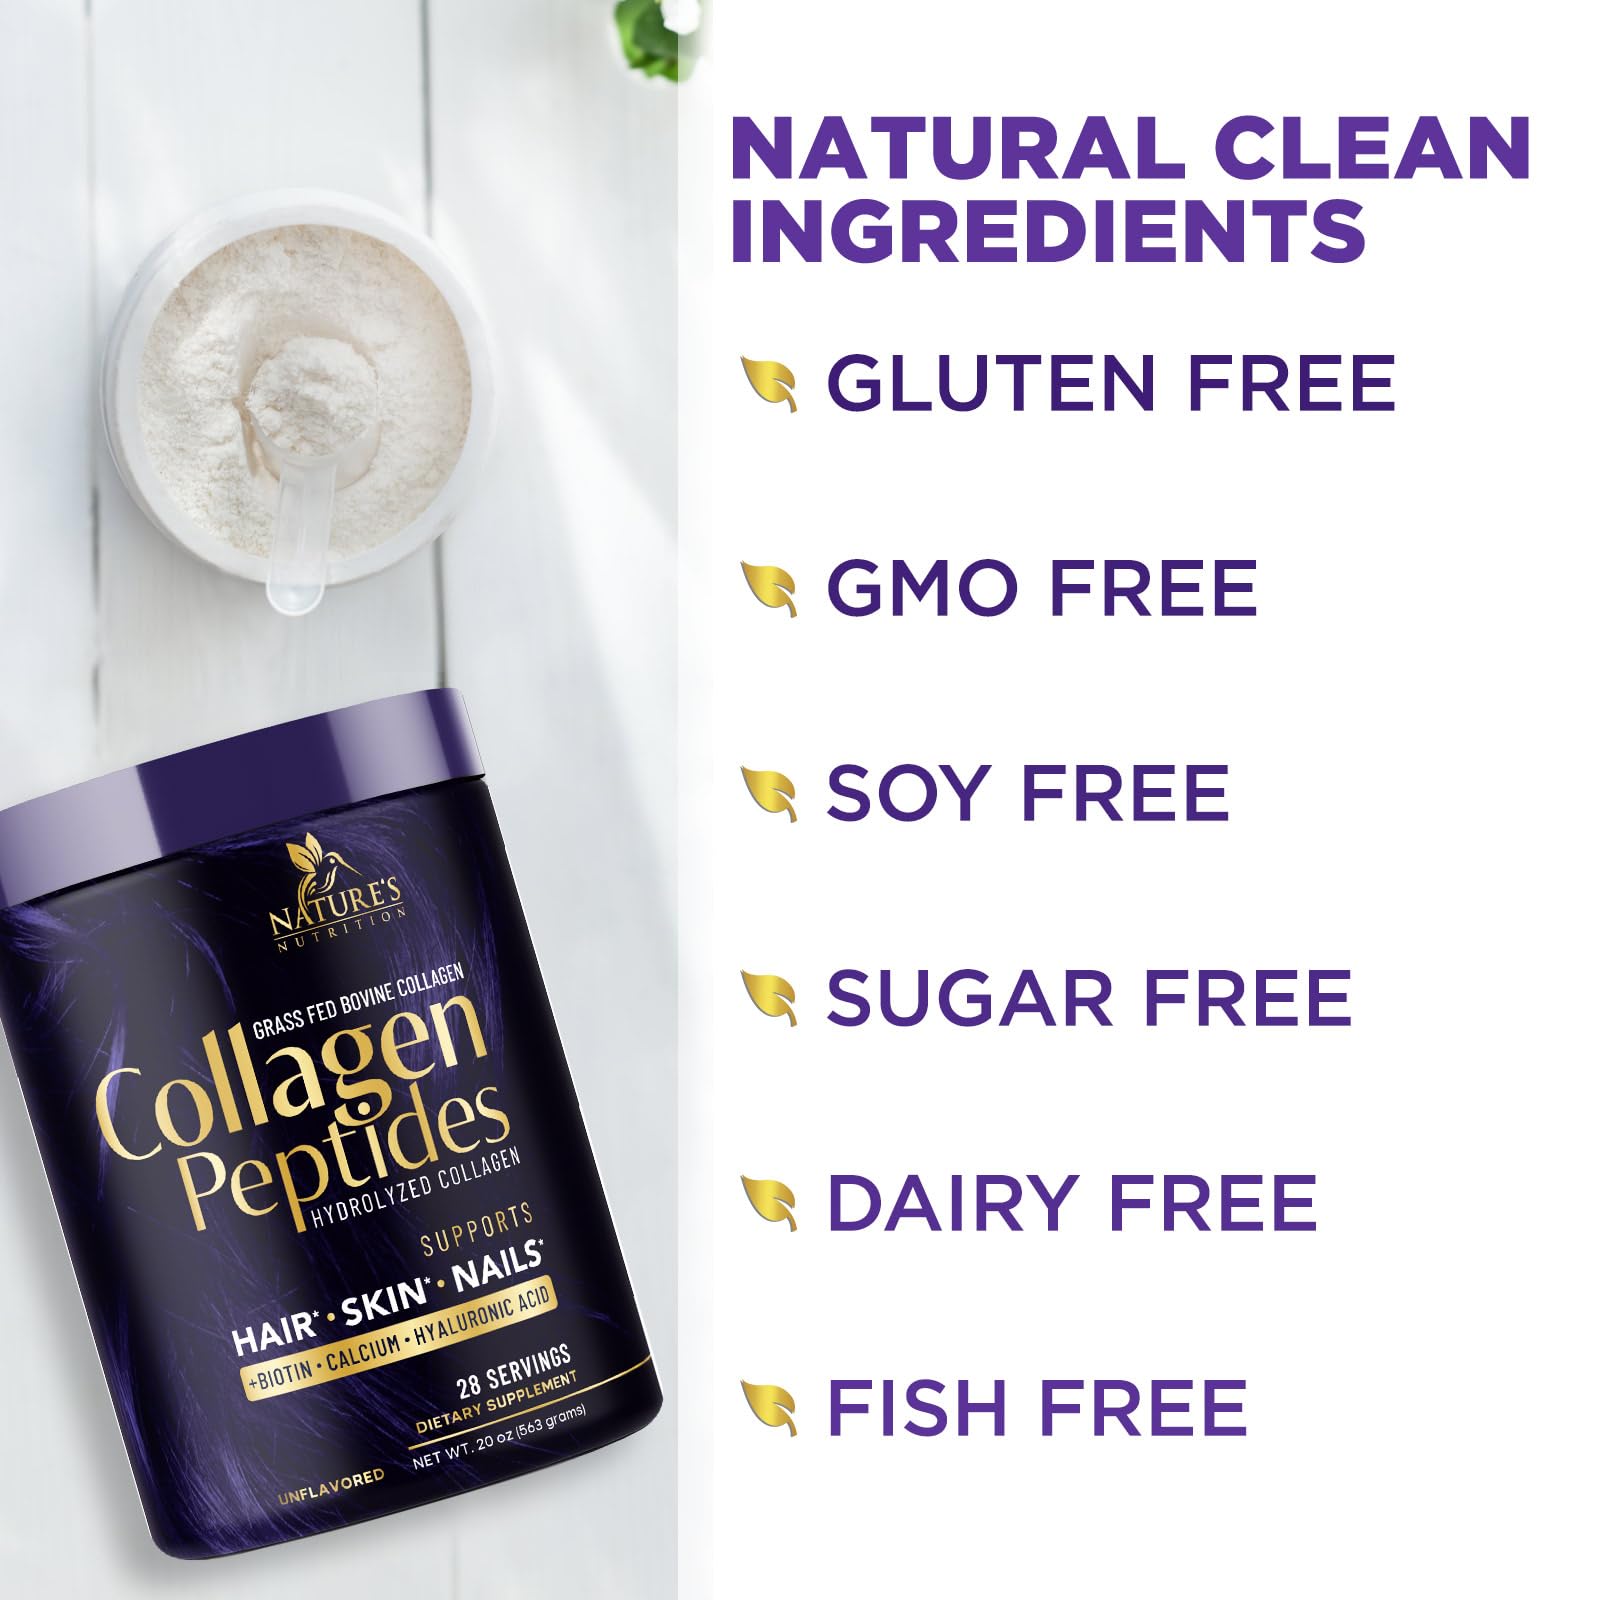 NATURAL CLEAN
INGREDIENTS
GLUTEN FREE
GMO FREE
SOY FREE
SUGAR FREE
DAIRY FREE
FISH FREE
NATURE'S
NUTRITION
GRASS FED BOVINE COLLAGEN
Collagen
Peptides
HYDROLYZED COLLAGEN
SUPPORTS
HAIR* • SKIN* • NAILS*
+BIOTIN • CALCIUM • HYALURONIC ACID
28 SERVINGS
DIETARY SUPPLEMENT
NET WT. 20 oz (563 grams)
UNFLAVORED